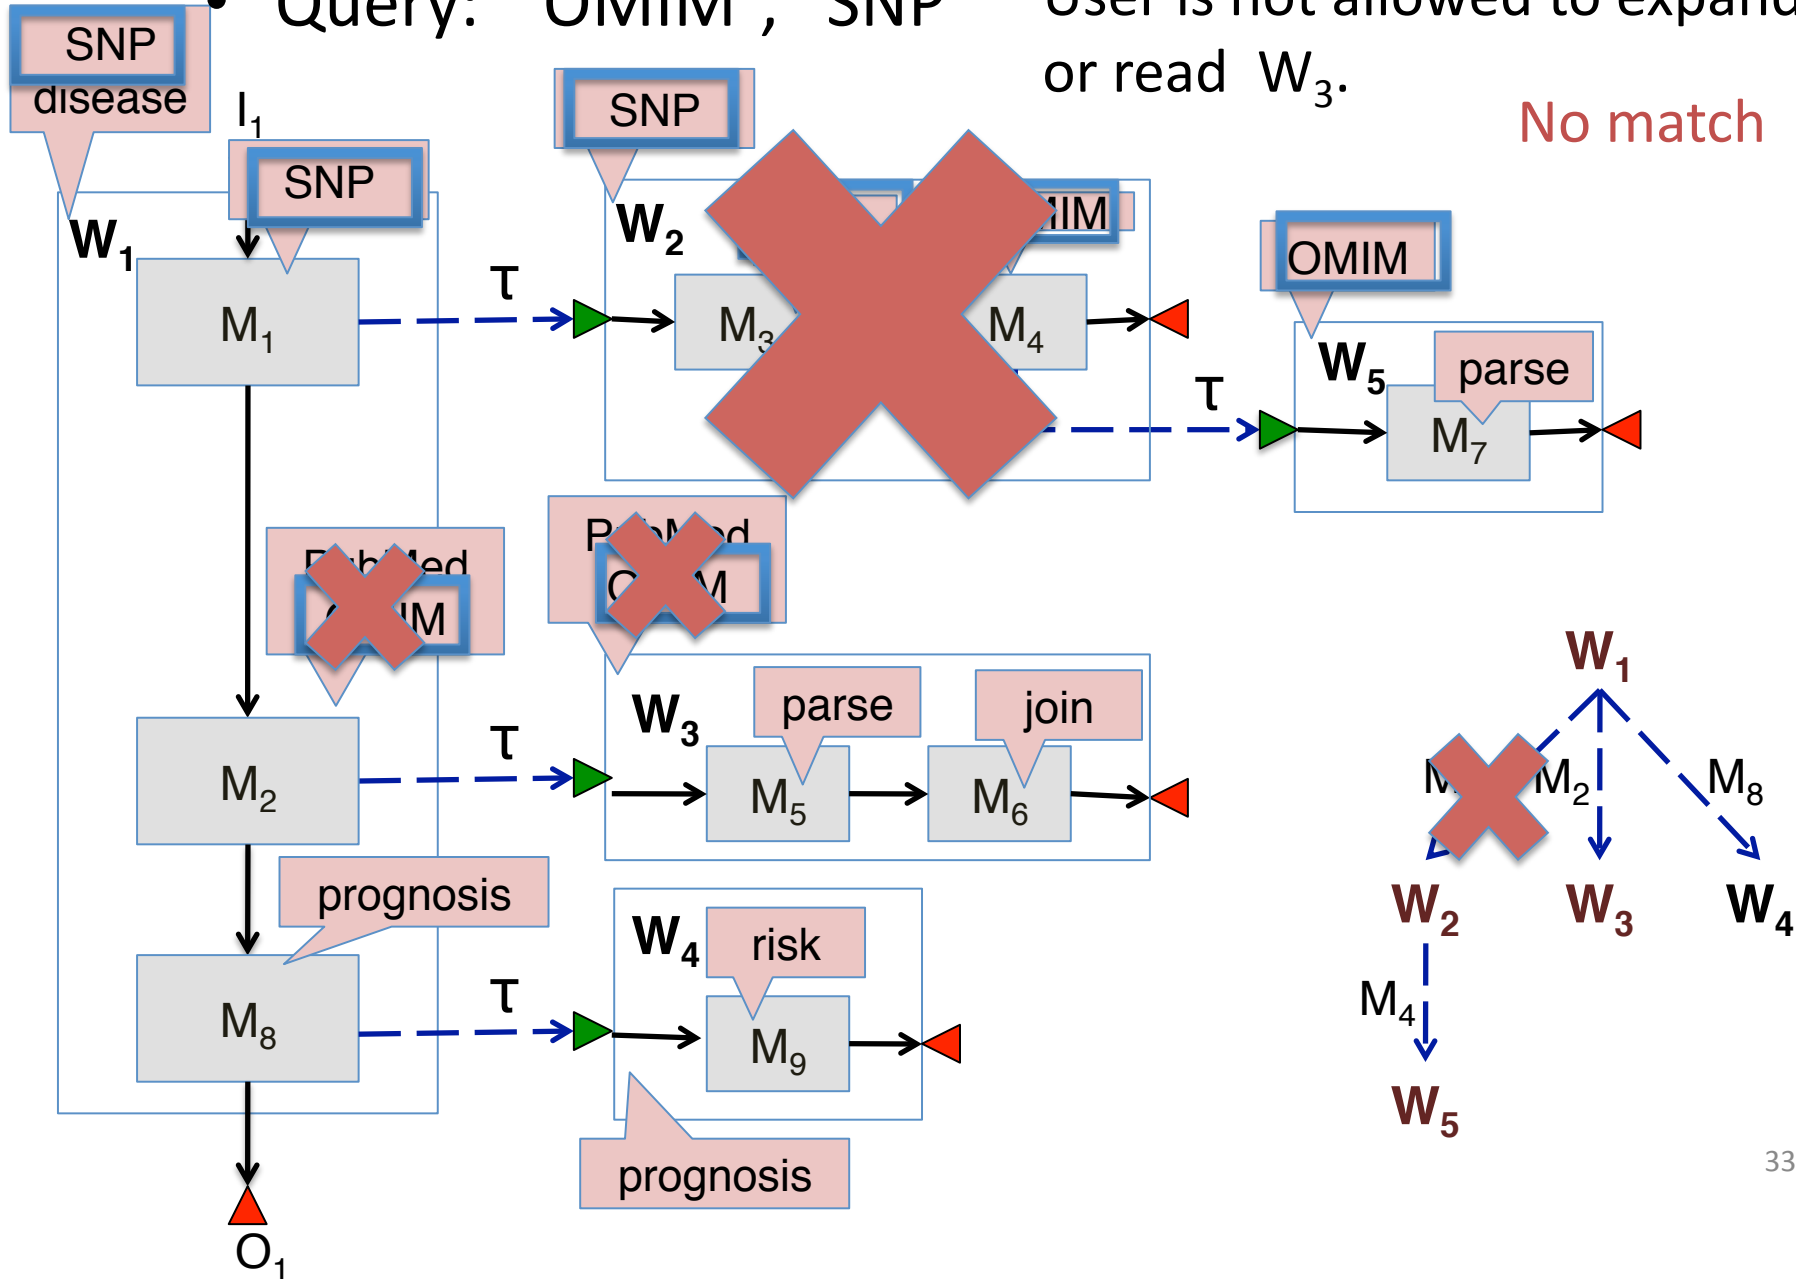 • Query: "OMIM", "SNP"
User is not allowed to expand
or read W3.
No match
SNP
disease
I1
SNP
SNP
W1
W2
OMIM
M1
τ
M3
M4
τ
W5
parse
M7
PubMed
PubMed
W3
parse
join
M2
τ
M5
M6
prognosis
W4
risk
M8
τ
M9
prognosis
O1
W1
M2
M8
W2
W3
W4
M4
W5
33